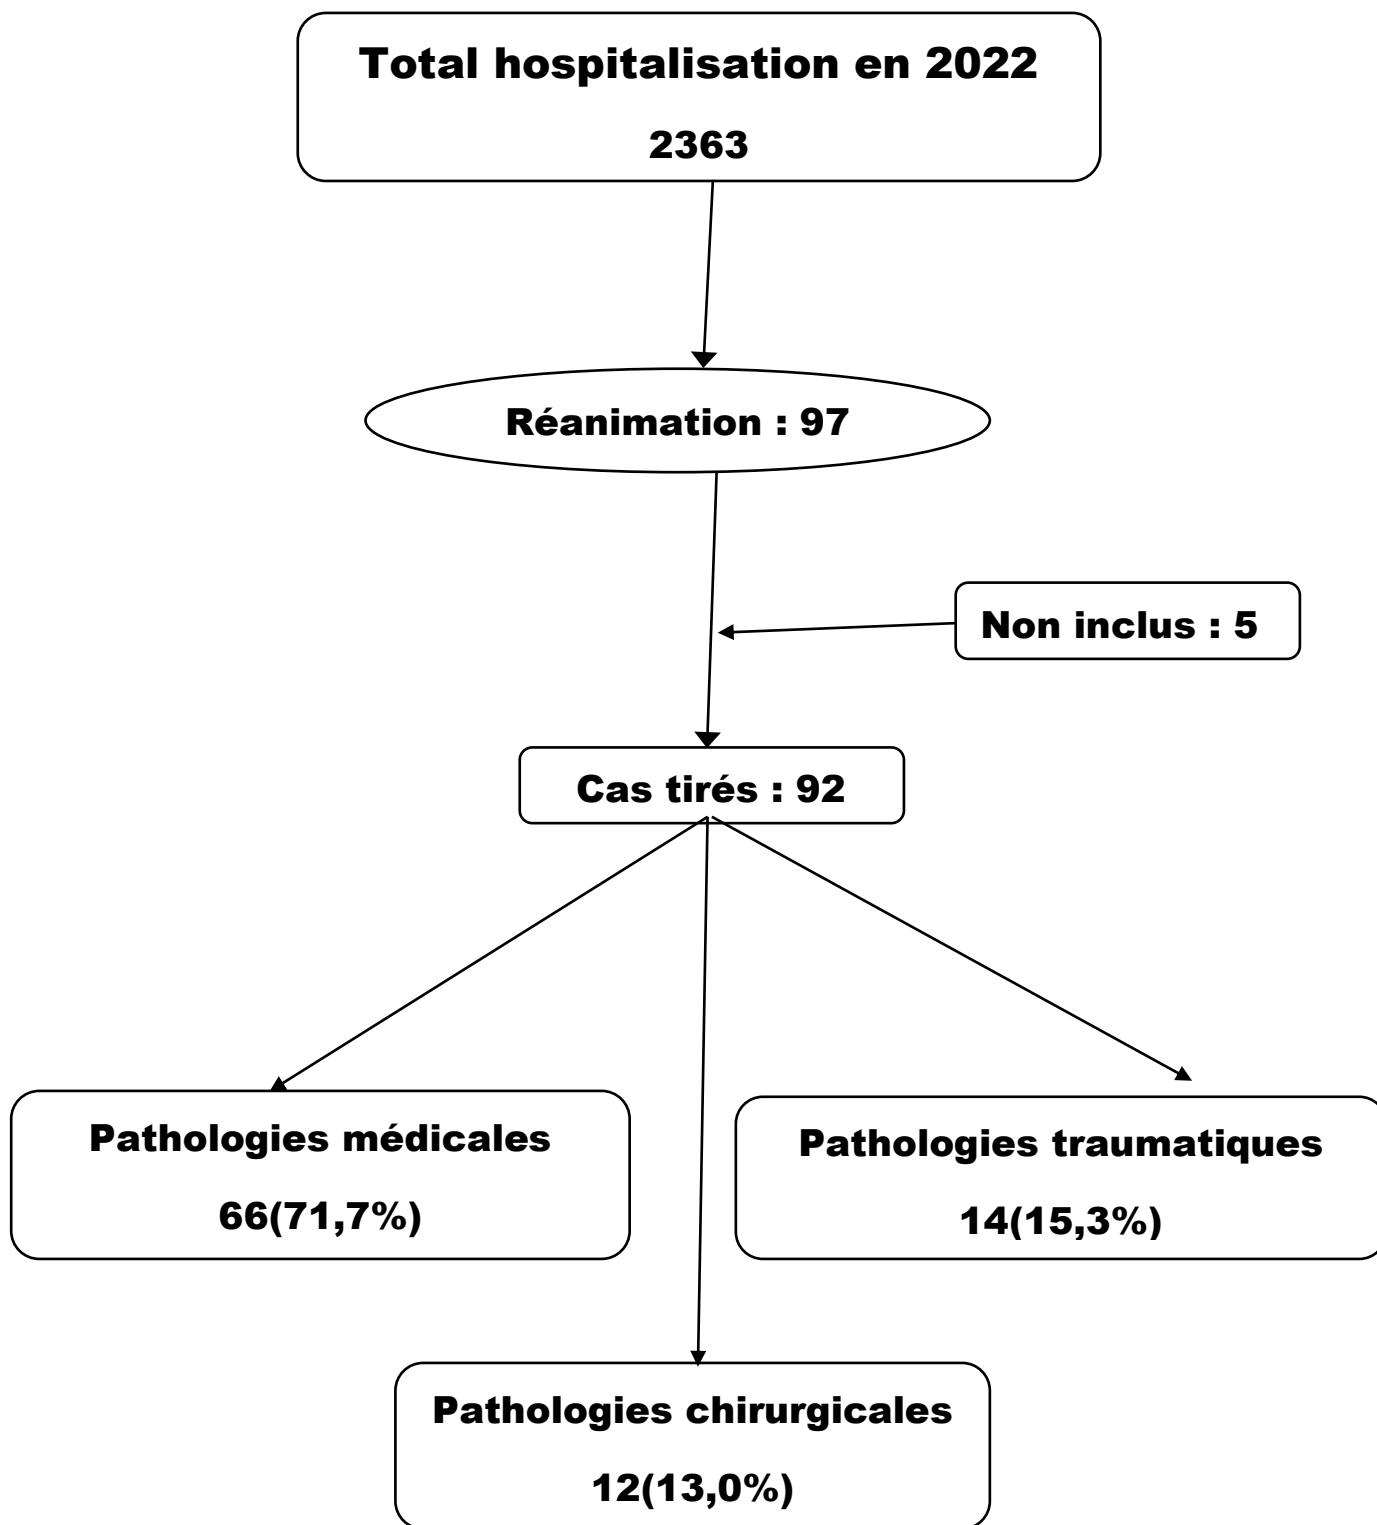 Total hospitalisation en 2022
2363
Réanimation : 97
Non inclus : 5
Cas tirés : 92
Pathologies médicales
66(71,7%)
Pathologies traumatiques
14(15,3%)
Pathologies chirurgicales
12(13,0%)